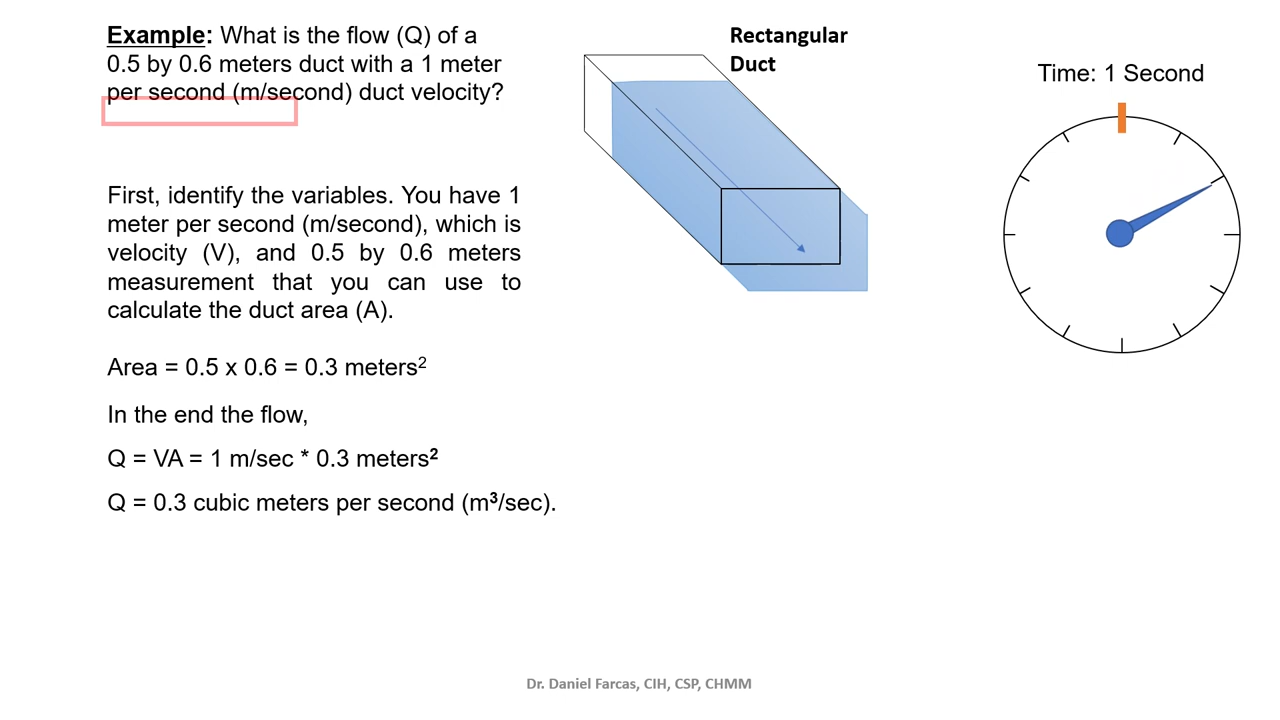 Example: What is the flow (Q) of a
0.5 by 0.6 meters duct with a 1 meter
per second (m/second) duct velocity?
First, identify the variables. You have 1
meter per second (m/second), which is
velocity (V), and 0.5 by 0.6 meters
measurement that you can use to
calculate the duct area (A).
Area = 0.5 x 0.6 = 0.3 meters²
In the end the flow,
Q = VA = 1 m/sec * 0.3 meters²
Q = 0.3 cubic meters per second (m³/sec).
Rectangular
Duct
Time: 1 Second
Dr. Daniel Farcas, CIH, CSP, CHMM